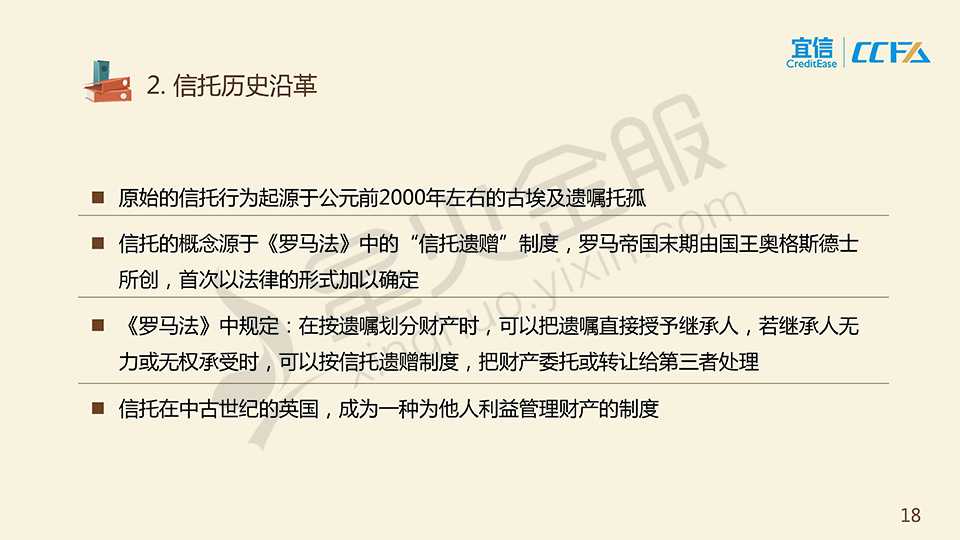 宜信
CreditEase
CCFA
2. 信托历史沿革
原始的信托行为起源于公元前2000年左右的古埃及遗嘱托孤
信托的概念源于《罗马法》中的“信托遗赠”制度，罗马帝国末期由国王奥格斯德士
所创，首次以法律的形式加以确定
《罗马法》中规定：在按遗嘱划分财产时，可以把遗嘱直接授予继承人，若继承人无
力或无权承受时，可以按信托遗赠制度，把财产委托或转让给第三者处理
信托在中古世纪的英国，成为一种为他人利益管理财产的制度
星火金服
xinghuo.yixin.com
18